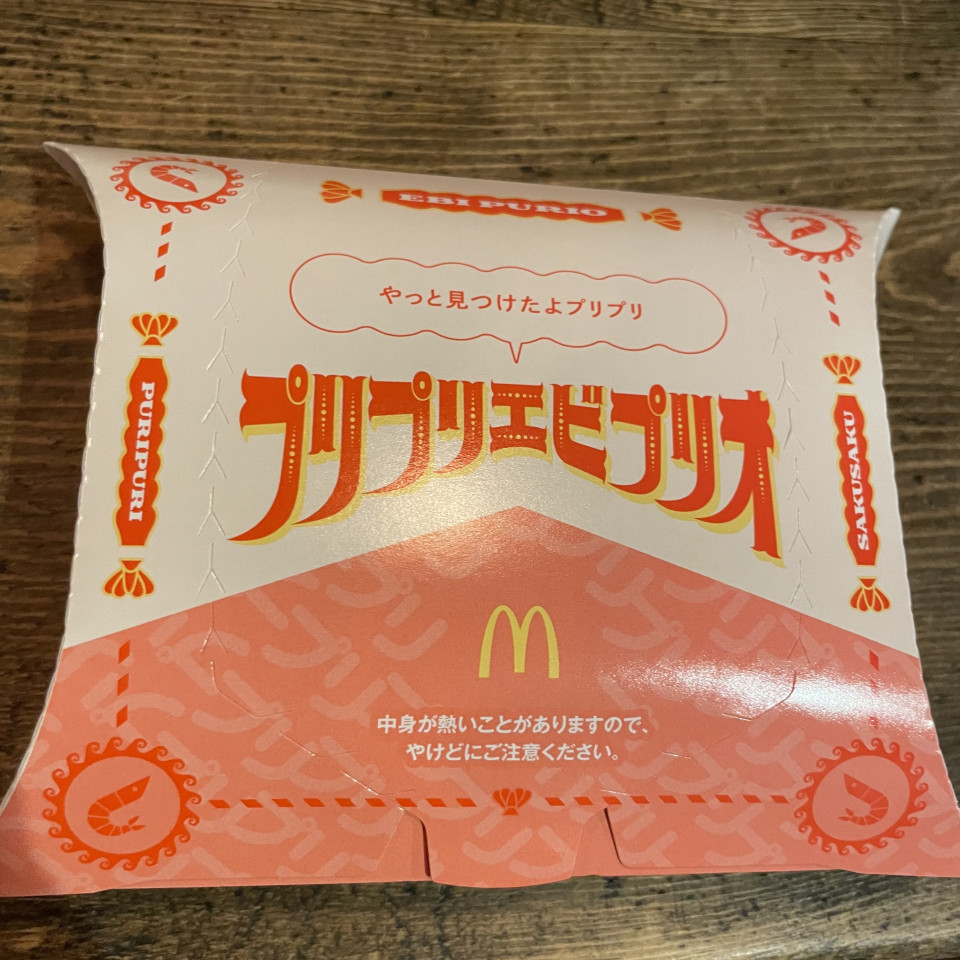 EBI PURIO
やっと見つけたよプリプリ
プリプリエビプリオ
PURIPURI
SAKUSAKU
中身が熱いことがありますので、
やけどにご注意ください。